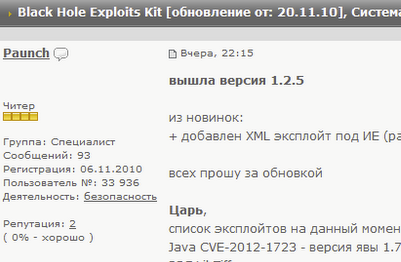 Black Hole Exploits Kit [обновление от: 20.11.10], Систем
Paunch
Читер
Группа: Специалист
Сообщений: 93
Регистрация: 06.11.2010
Пользователь №: 33 936
Деятельность: безопасность
Репутация: 2
( 0% - хорошо )
Вчера, 22:15
вышла версия 1.2.5
из новинок:
+ добавлен XML эксплойт под ИЕ (ра
всех прошу за обновкой
Царь,
список эксплойтов на данный момен
Java CVE-2012-1723 - версия явы 1.7